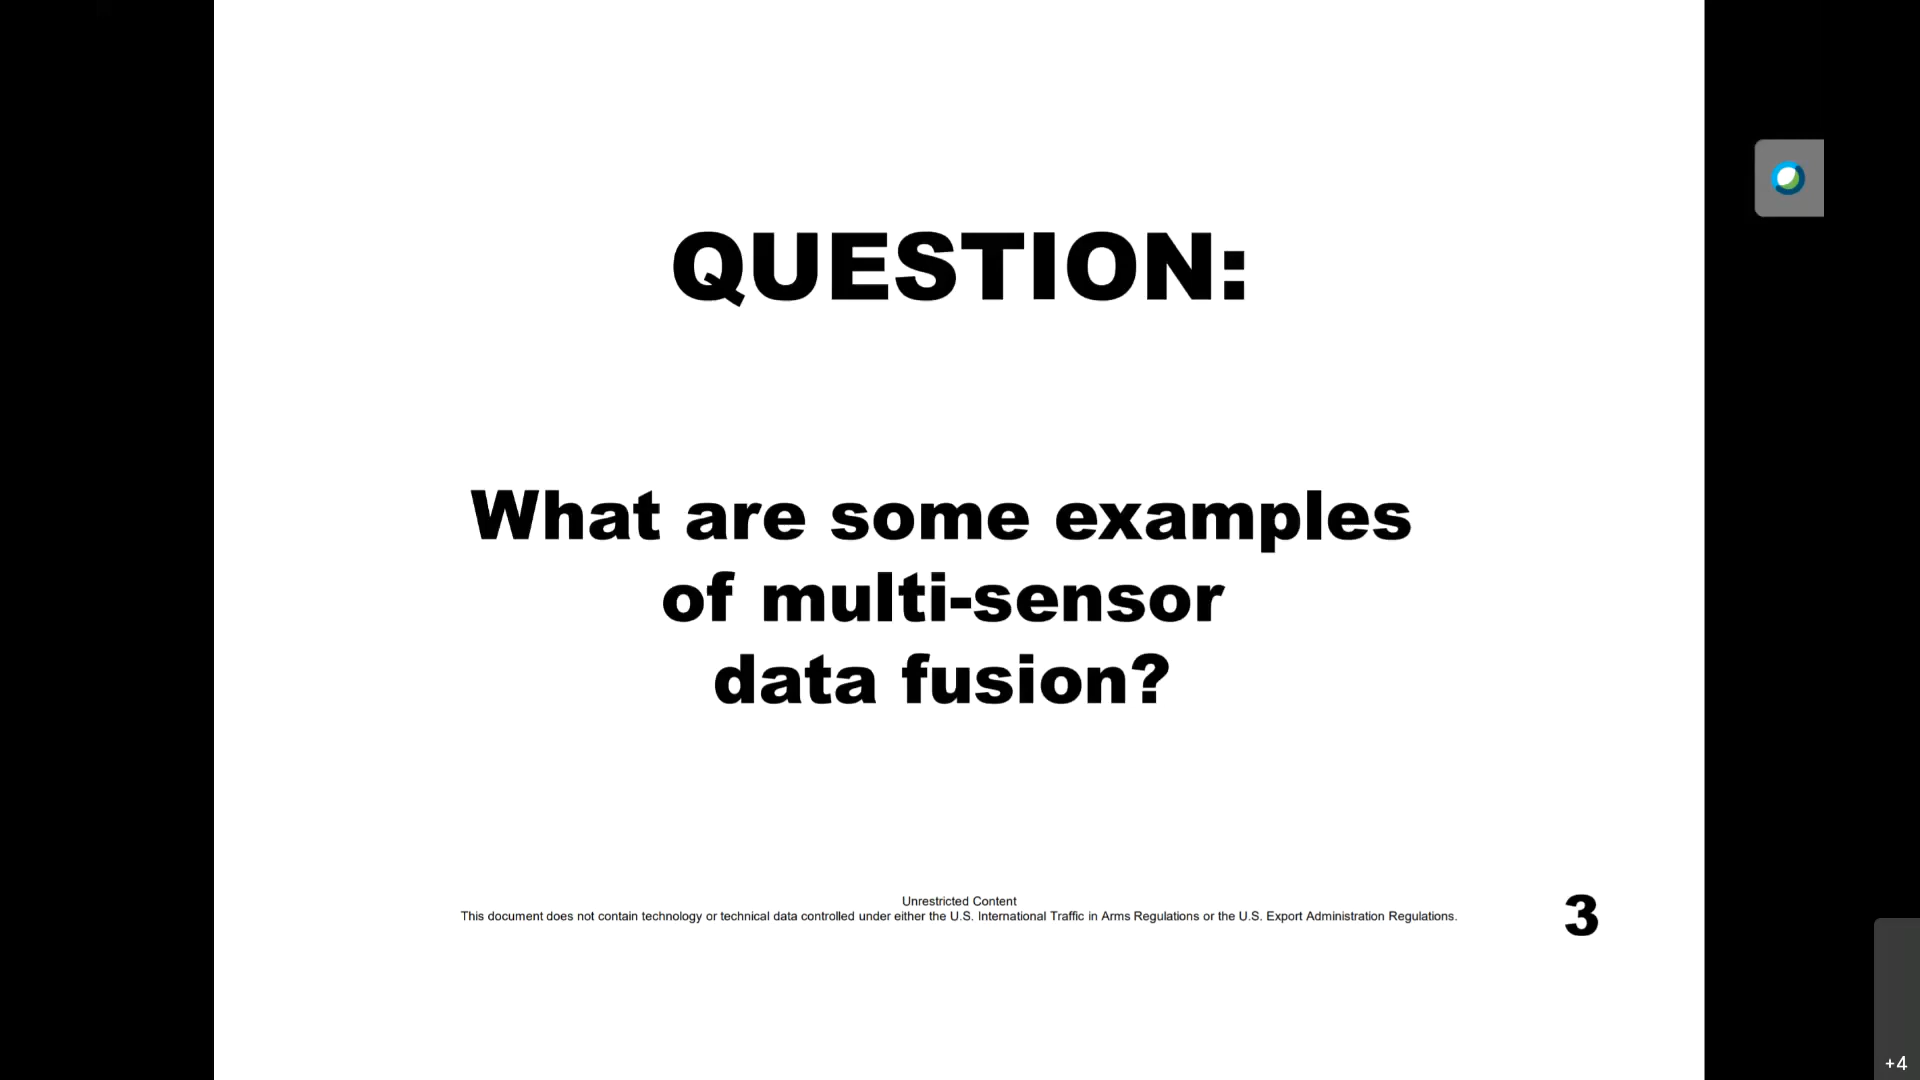 QUESTION:
What are some examples
of multi-sensor
data fusion?
Unrestricted Content
This document does not contain technology or technical data controlled under either the U.S. International Traffic in Arms Regulations or the U.S. Export Administration Regulations.
3
+4